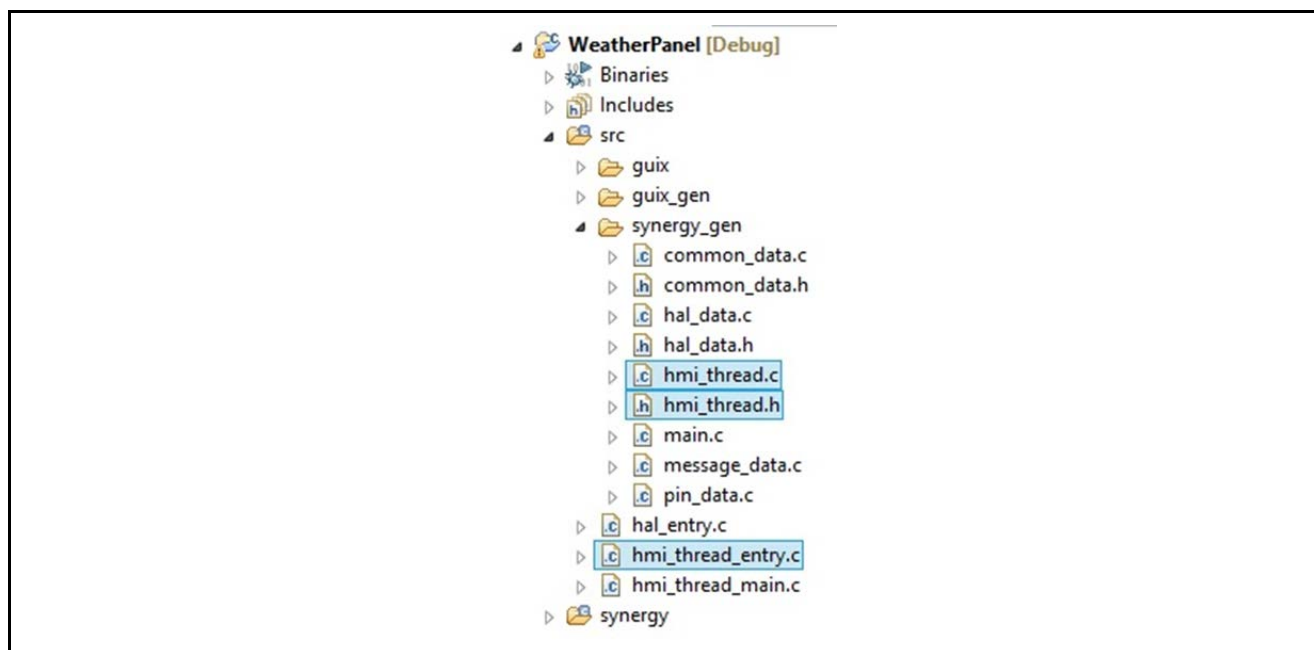 WeatherPanel [Debug]
Binaries
Includes
src
guix
guix_gen
synergy_gen
common_data.c
common_data.h
hal_data.c
hal_data.h
hmi_thread.c
hmi_thread.h
main.c
message_data.c
pin_data.c
hal_entry.c
hmi_thread_entry.c
hmi_thread_main.c
synergy